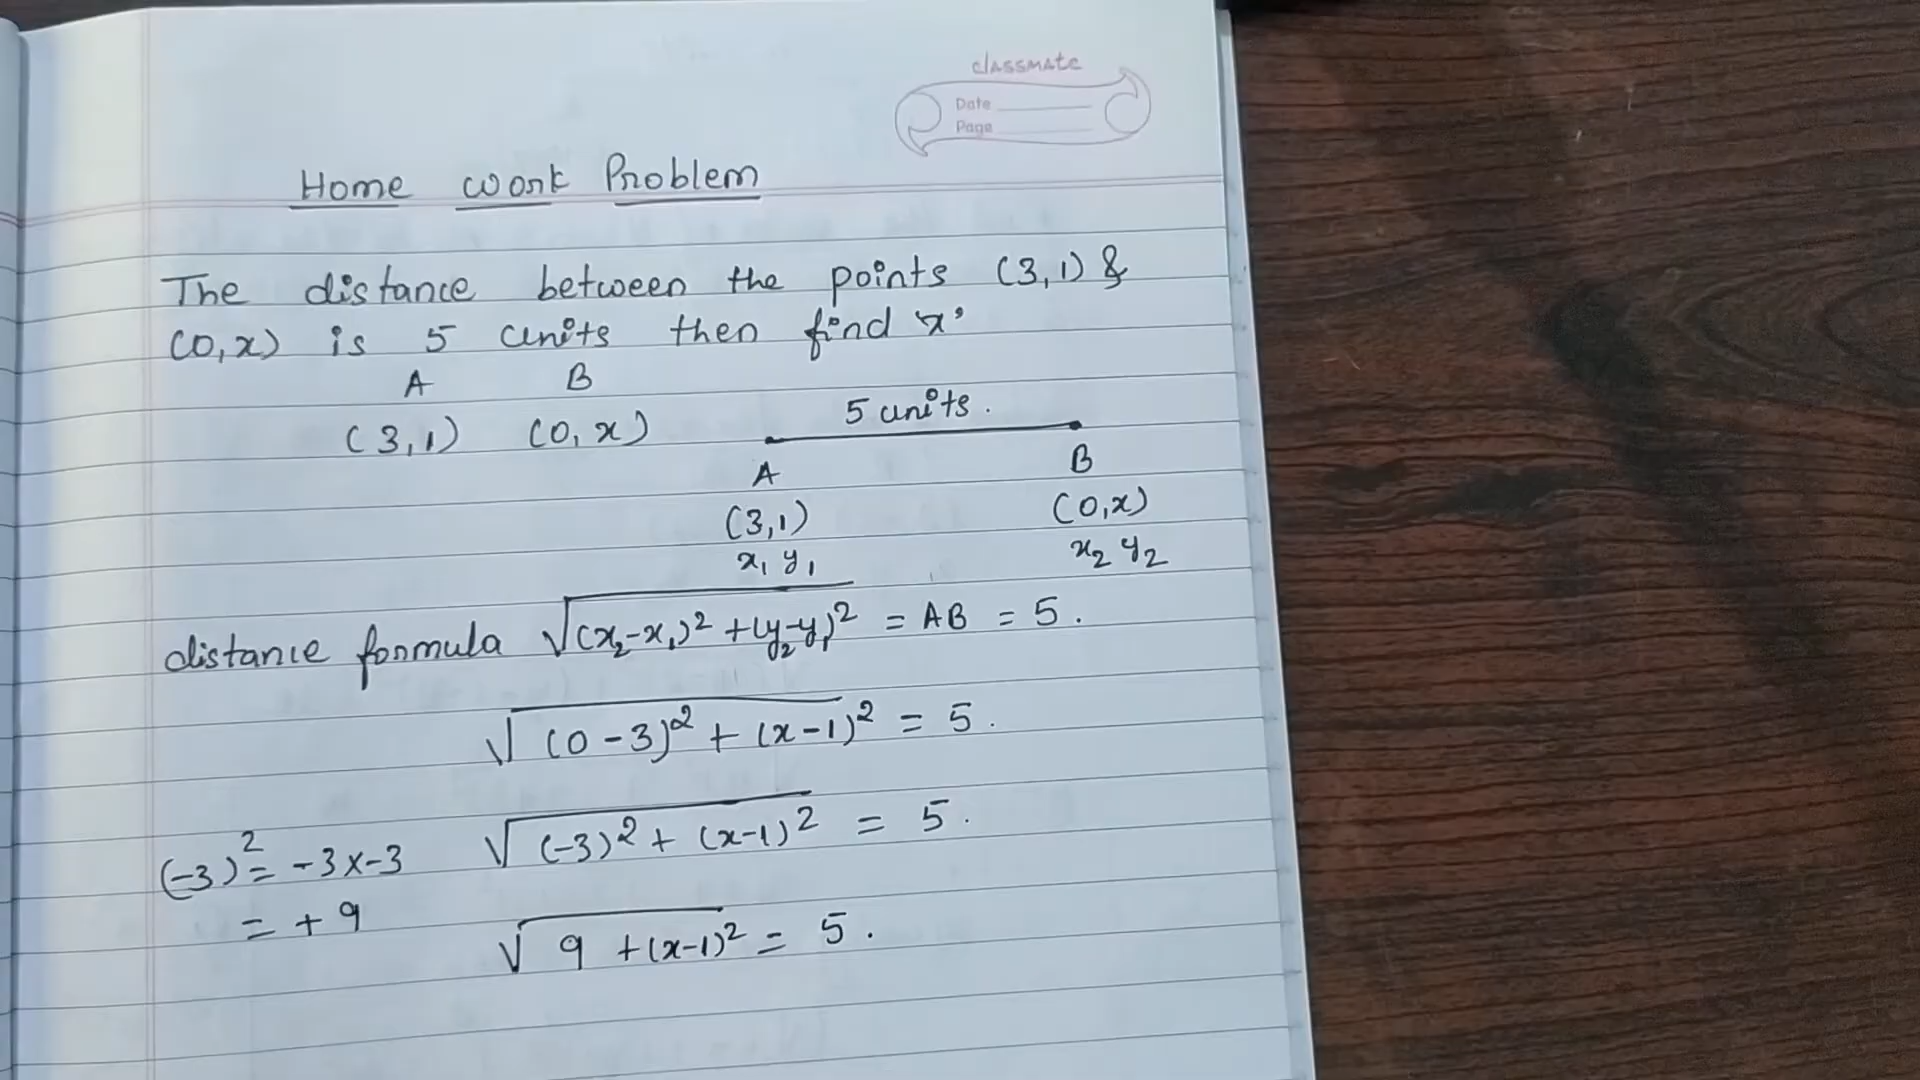 classmate
Date
Page
Home work Problem
The distance between the points (3,1) &
(0,x) is 5 units then find 'x'
A B
(3,1) (0,x)
5 units.
A B
(3,1) (0,x)
x₁ y₁ x₂ y₂
distance formula √(x₂-x₁)² + (y₂-y₁)² = AB = 5.
√(0-3)² + (x-1)² = 5.
(-3)² = -3x-3 √(-3)² + (x-1)² = 5.
= +9
√9 + (x-1)² = 5.